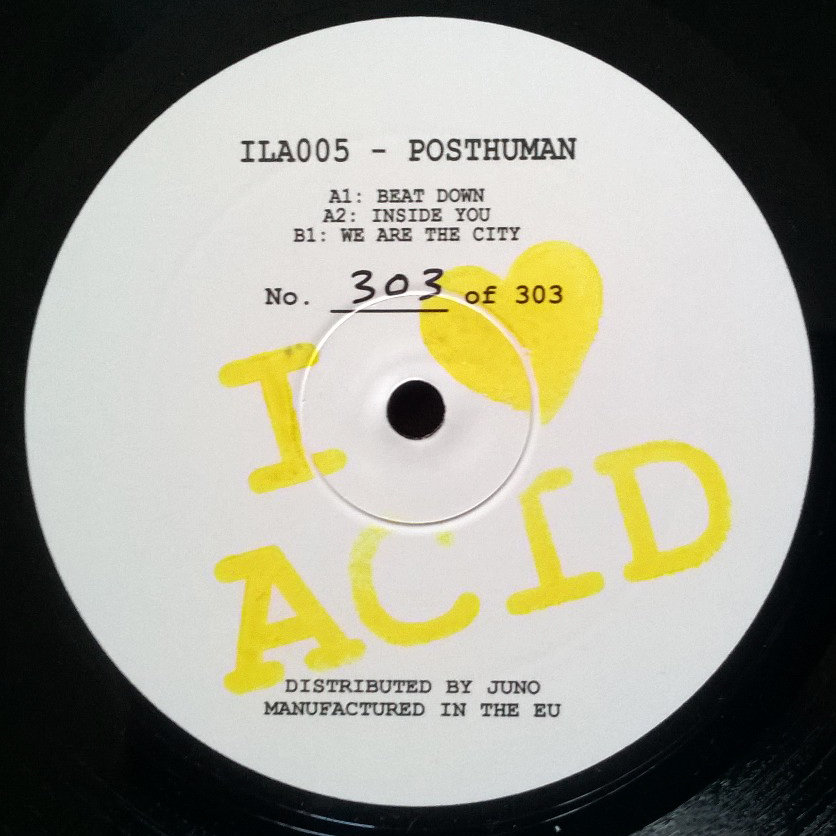 ILA005 - POSTHUMAN
A1: BEAT DOWN
A2: INSIDE YOU
B1: WE ARE THE CITY
No. 303 of 303
I
ACID
DISTRIBUTED BY JUNO
MANUFACTURED IN THE EU